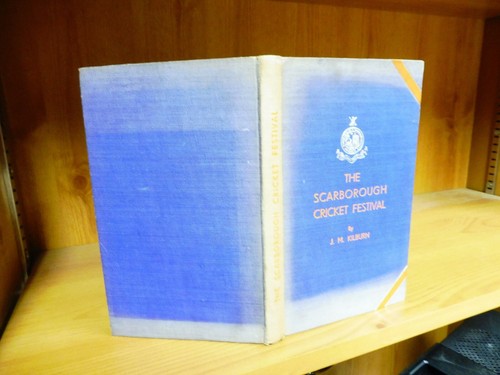 THE SCARBOROUGH CRICKET FESTIVAL
THE
SCARBOROUGH
CRICKET FESTIVAL
By
J. M. KILBURN